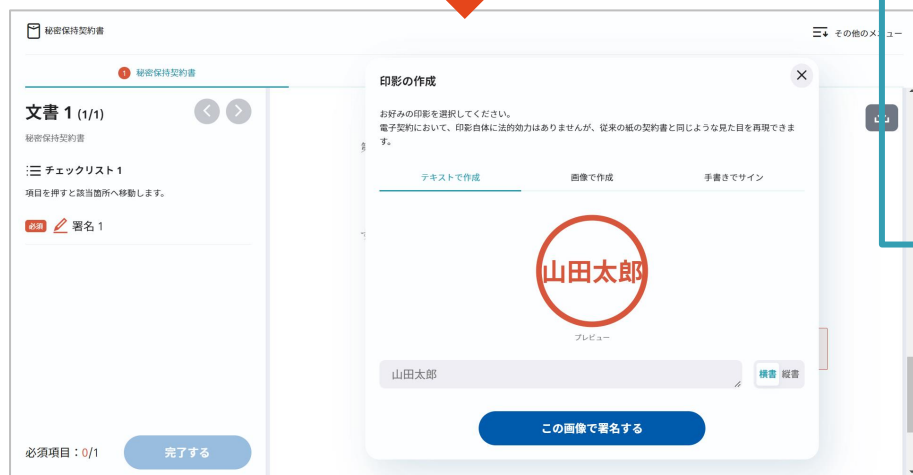 秘密保持契約書
その他のメニュー
1 秘密保持契約書
文書 1 (1/1)
秘密保持契約書
チェックリスト 1
項目を押すと該当箇所へ移動します。
必須 署名 1
必須項目:0/1
完了する
印影の作成
お好みの印影を選択してください。
電子契約において、印影自体に法的効力はありませんが、従来の紙の契約書と同じような見た目を再現できま
す。
テキストで作成 画像で作成 手書きでサイン
山田太郎
プレビュー
山田太郎
横書 縦書
この画像で署名する